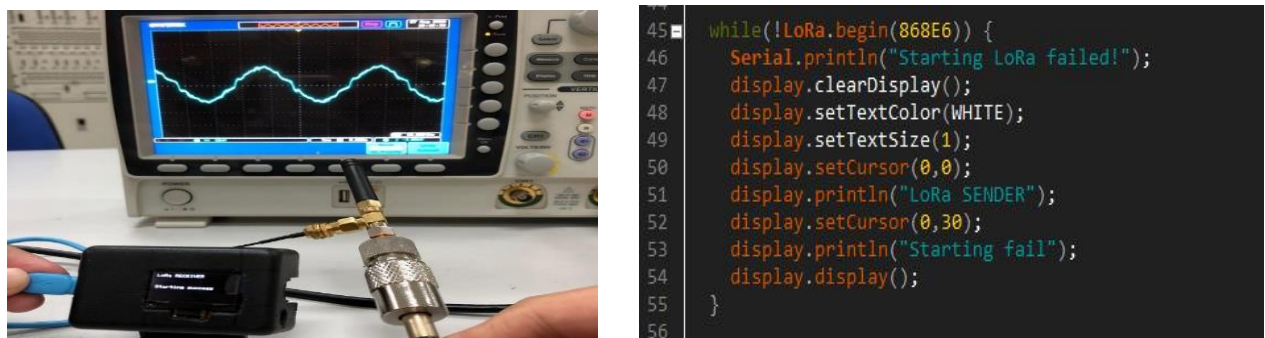 POWER
LoRa RECEIVER
Starting success
44
45 while(!LoRa.begin(868E6)) {
46 Serial.println("Starting LoRa failed!");
47 display.clearDisplay();
48 display.setTextColor(WHITE);
49 display.setTextSize(1);
50 display.setCursor(0,0);
51 display.println("LoRa SENDER");
52 display.setCursor(0,30);
53 display.println("Starting fail");
54 display.display();
55 }
56